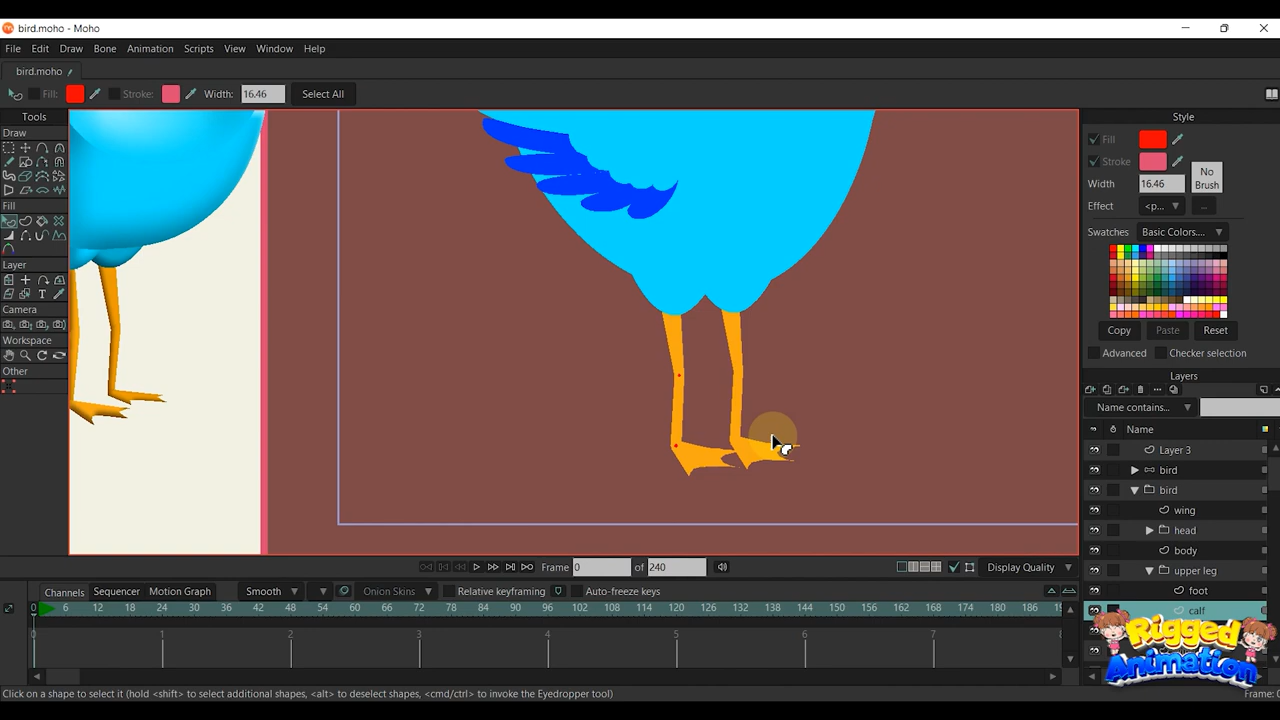 bird.moho - Moho
File Edit Draw Bone Animation Scripts View Window Help
bird.moho
Fill: Stroke: Width: 16.46 Select All
Tools
Draw
Fill
Layer
Camera
Workspace
Other
Style
Fill
Stroke
No Brush
Width 16.46
Effect <p... ...
Swatches Basic Colors....
Copy Paste Reset
Advanced Checker selection
Layers
Name contains...
Name
Layer 3
bird
bird
wing
head
body
upper leg
foot
calf
Frame 0 of 240 Display Quality
Channels Sequencer Motion Graph Smooth Onion Skins Relative keyframing Auto-freeze keys
0 6 12 18 24 30 36 42 48 54 60 66 72 78 84 90 96 102 108 114 120 126 132 138 144 150 156 162 168 174 180 186
0 1 2 3 4 5 6 7
Rigged
Animation
Click on a shape to select it (hold <shift> to select additional shapes, <alt> to deselect shapes, <cmd/ctrl> to invoke the Eyedropper tool) Frame: 0